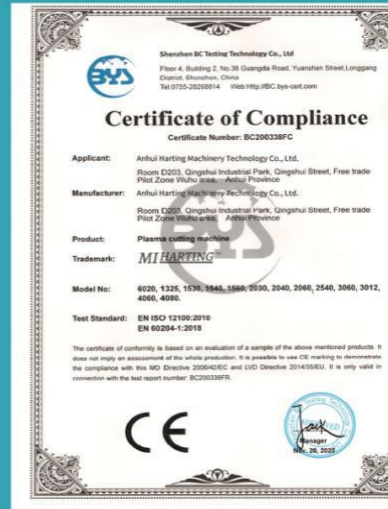 BYS
Shenzhen BC Testing Technology Co., Ltd
Floor 4, Building 2, No.38 Guangda Road, Yuanshan Street,Longgang
District, Shenzhen, China
Tel:0755-28268814 Web:Http://BC.bys-cert.com
Certificate of Compliance
Certificate Number: BC200338FC
Applicant: Anhui Harting Machinery Technology Co., Ltd.
Room D203, Qingshui Industrial Park, Qingshui Street, Free trade
Pilot Zone Wuhu area, Anhui Province
Manufacturer: Anhui Harting Machinery Technology Co., Ltd.
Room D203, Qingshui Industrial Park, Qingshui Street, Free trade
Pilot Zone Wuhu area, Anhui Province
Product: Plasma cutting machine
Trademark: MIHARTING
Model No: 6020, 1325, 1530, 1540, 1560, 2030, 2040, 2060, 2540, 3060, 3012,
4060, 4080.
Test Standard: EN ISO 12100:2010
EN 60204-1:2018
The certificate of conformity is based on an evaluation of a sample of the above mentioned products. It
does not imply an assessment of the whole production. It is possible to use CE marking to demonstrate
the compliance with this MD Directive 2006/42/EC and LVD Directive 2014/35/EU. It is only valid in
connection with the test report number: BC200338FR.
CE
Manager
Nov. 26, 2020